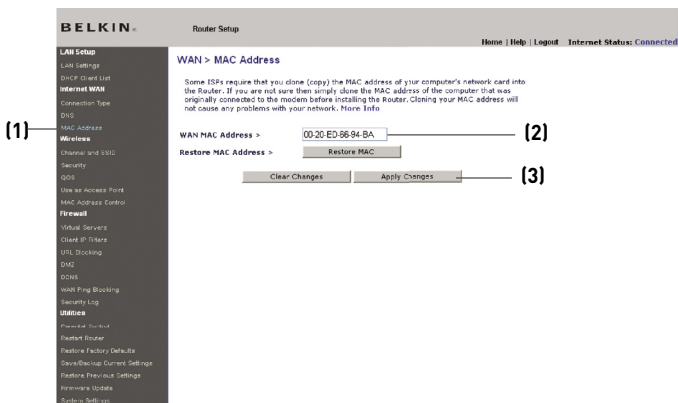 BELKIN®
Router Setup
Home | Help | Logout Internet Status: Connected
LAN Setup
LAN Settings
DHCP Client List
Internet WAN
Connection Type
DNS
MAC Address
Wireless
Channel and SSID
Security
QOS
Use as Access Point
MAC Address Control
Firewall
Virtual Servers
Client IP Filters
URL Blocking
DMZ
DDNS
WAN Ping Blocking
Security Log
Utilities
Parental Control
Restart Router
Restore Factory Defaults
Save/Backup Current Settings
Restore Previous Settings
Firmware Update
System Settings
(1)
WAN > MAC Address
Some ISPs require that you clone (copy) the MAC address of your computer's network card into
the Router. If you are not sure then simply clone the MAC address of the computer that was
originally connected to the modem before installing the Router. Cloning your MAC address will
not cause any problems with your network. More Info
WAN MAC Address > 00-20-ED-66-94-BA (2)
Restore MAC Address > Restore MAC
Clear Changes Apply Changes (3)